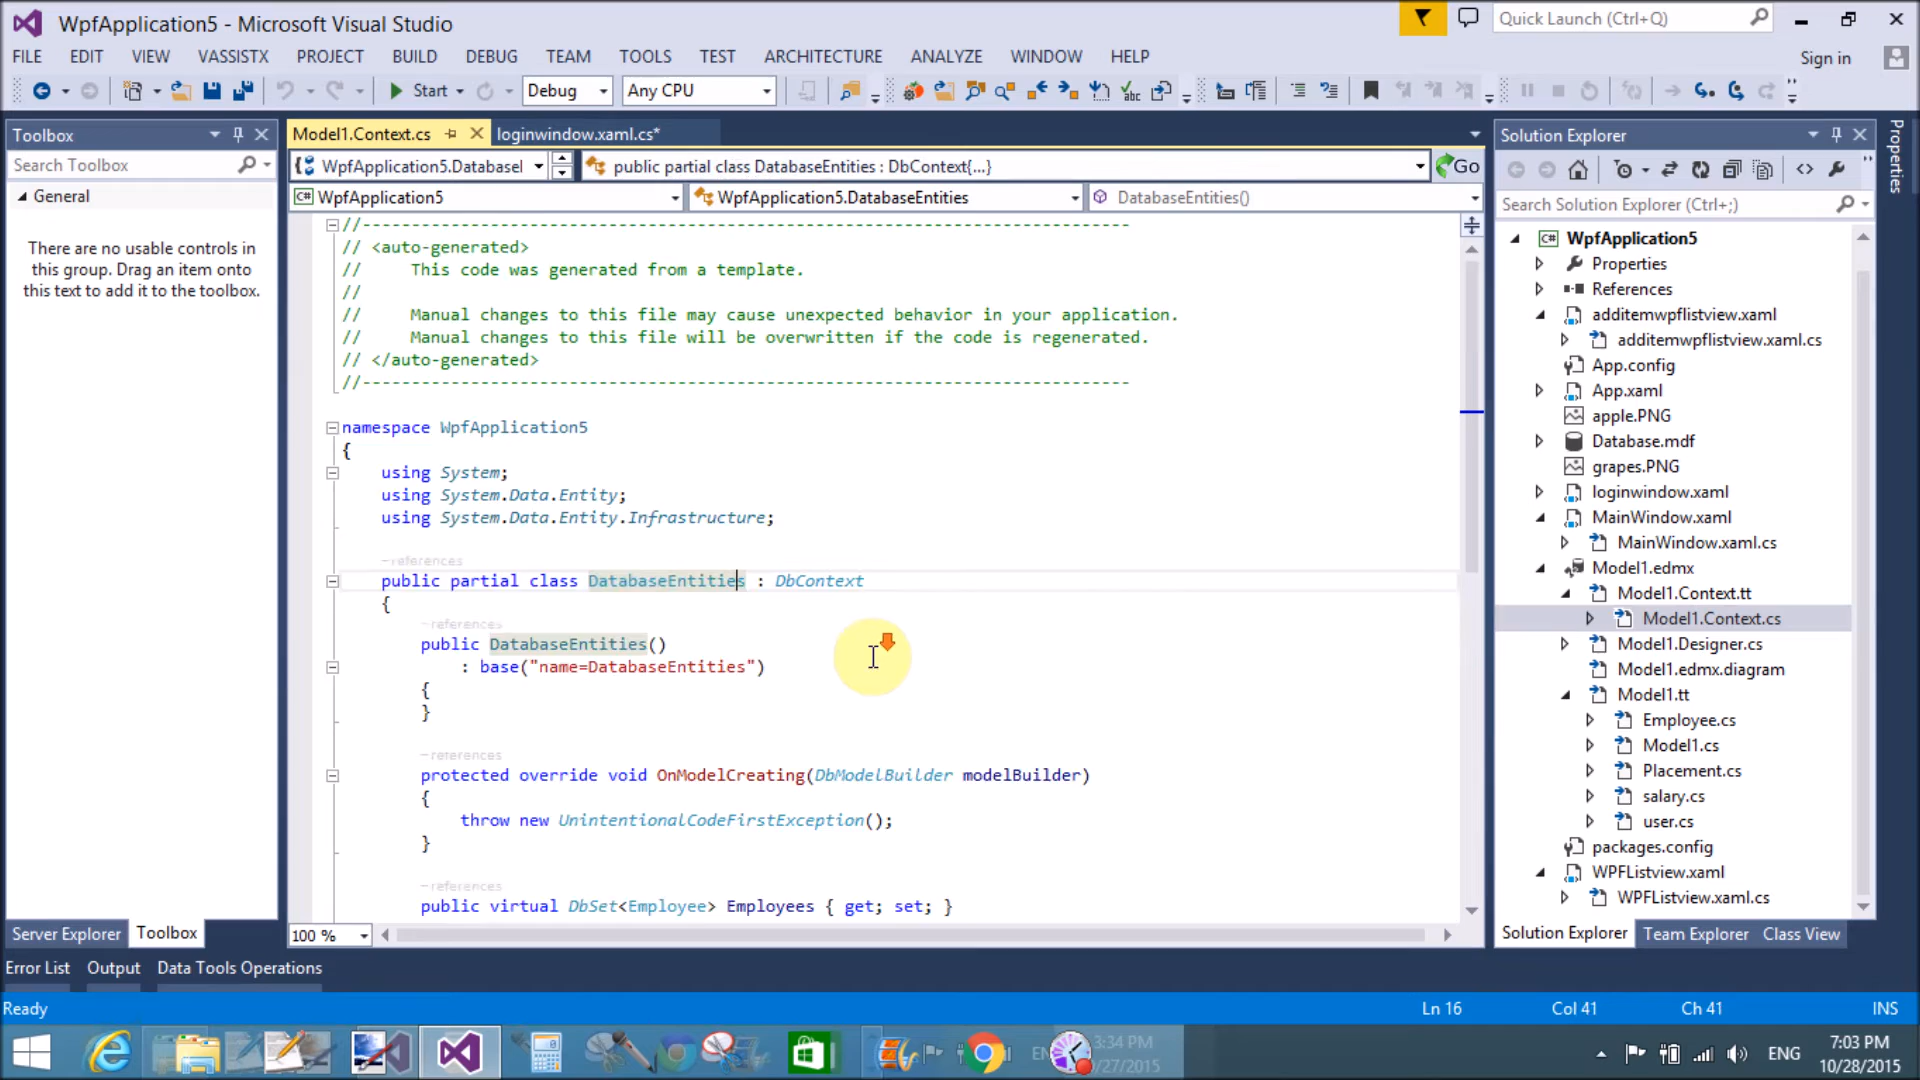 WpfApplication5 - Microsoft Visual Studio
Quick Launch (Ctrl+Q)
FILE EDIT VIEW VASSISTX PROJECT BUILD DEBUG TEAM TOOLS TEST ARCHITECTURE ANALYZE WINDOW HELP
Sign in
Start Debug Any CPU
Toolbox
Search Toolbox
General
There are no usable controls in
this group. Drag an item onto
this text to add it to the toolbox.
Server Explorer Toolbox
Model1.Context.cs loginwindow.xaml.cs*
WpfApplication5.Databasel public partial class DatabaseEntities : DbContext{...} Go
WpfApplication5 WpfApplication5.DatabaseEntities DatabaseEntities()
//------------------------------------------------------------------------------
// <auto-generated>
//     This code was generated from a template.
//
//     Manual changes to this file may cause unexpected behavior in your application.
//     Manual changes to this file will be overwritten if the code is regenerated.
// </auto-generated>
//------------------------------------------------------------------------------
namespace WpfApplication5
{
using System;
using System.Data.Entity;
using System.Data.Entity.Infrastructure;
- references
public partial class DatabaseEntities : DbContext
{
- references
public DatabaseEntities()
: base("name=DatabaseEntities")
{
}
- references
protected override void OnModelCreating(DbModelBuilder modelBuilder)
{
throw new UnintentionalCodeFirstException();
}
- references
public virtual DbSet<Employee> Employees { get; set; }
100 %
Solution Explorer
Search Solution Explorer (Ctrl+;)
WpfApplication5
Properties
References
additemwpflistview.xaml
additemwpflistview.xaml.cs
App.config
App.xaml
apple.PNG
Database.mdf
grapes.PNG
loginwindow.xaml
MainWindow.xaml
MainWindow.xaml.cs
Model1.edmx
Model1.Context.tt
Model1.Context.cs
Model1.Designer.cs
Model1.edmx.diagram
Model1.tt
Employee.cs
Model1.cs
Placement.cs
salary.cs
user.cs
packages.config
WPFListview.xaml
WPFListview.xaml.cs
Solution Explorer Team Explorer Class View
Properties
Error List Output Data Tools Operations
Ready Ln 16 Col 41 Ch 41 INS
EN 3:34 PM
10/27/2015
ENG
7:03 PM
10/28/2015